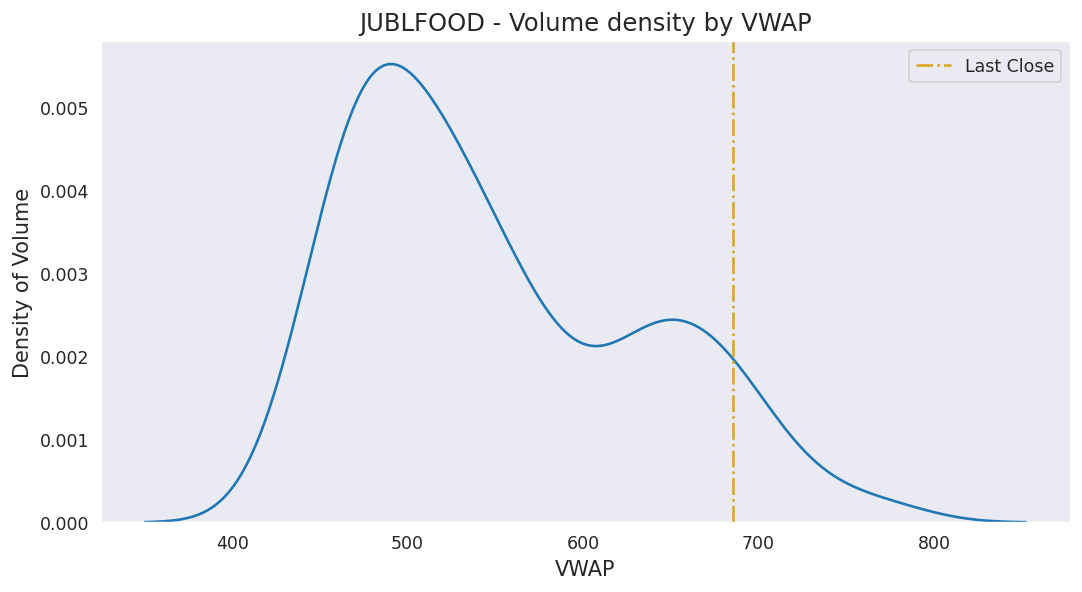 JUBLFOOD - Volume density by VWAP
Last Close
Density of Volume
0.005
0.004
0.003
0.002
0.001
0.000
400 500 600 700 800
VWAP